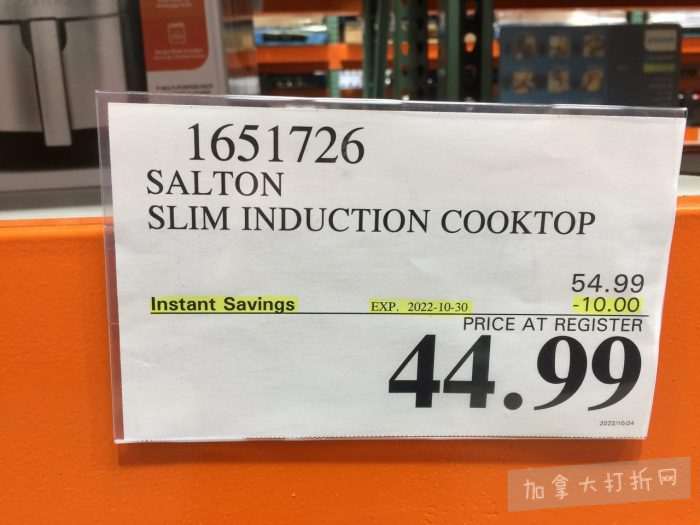 1651726
SALTON
SLIM INDUCTION COOKTOP
54.99
Instant Savings EXP. 2022-10-30 -10.00
PRICE AT REGISTER
44.99
2022/10/24
加拿大打折网